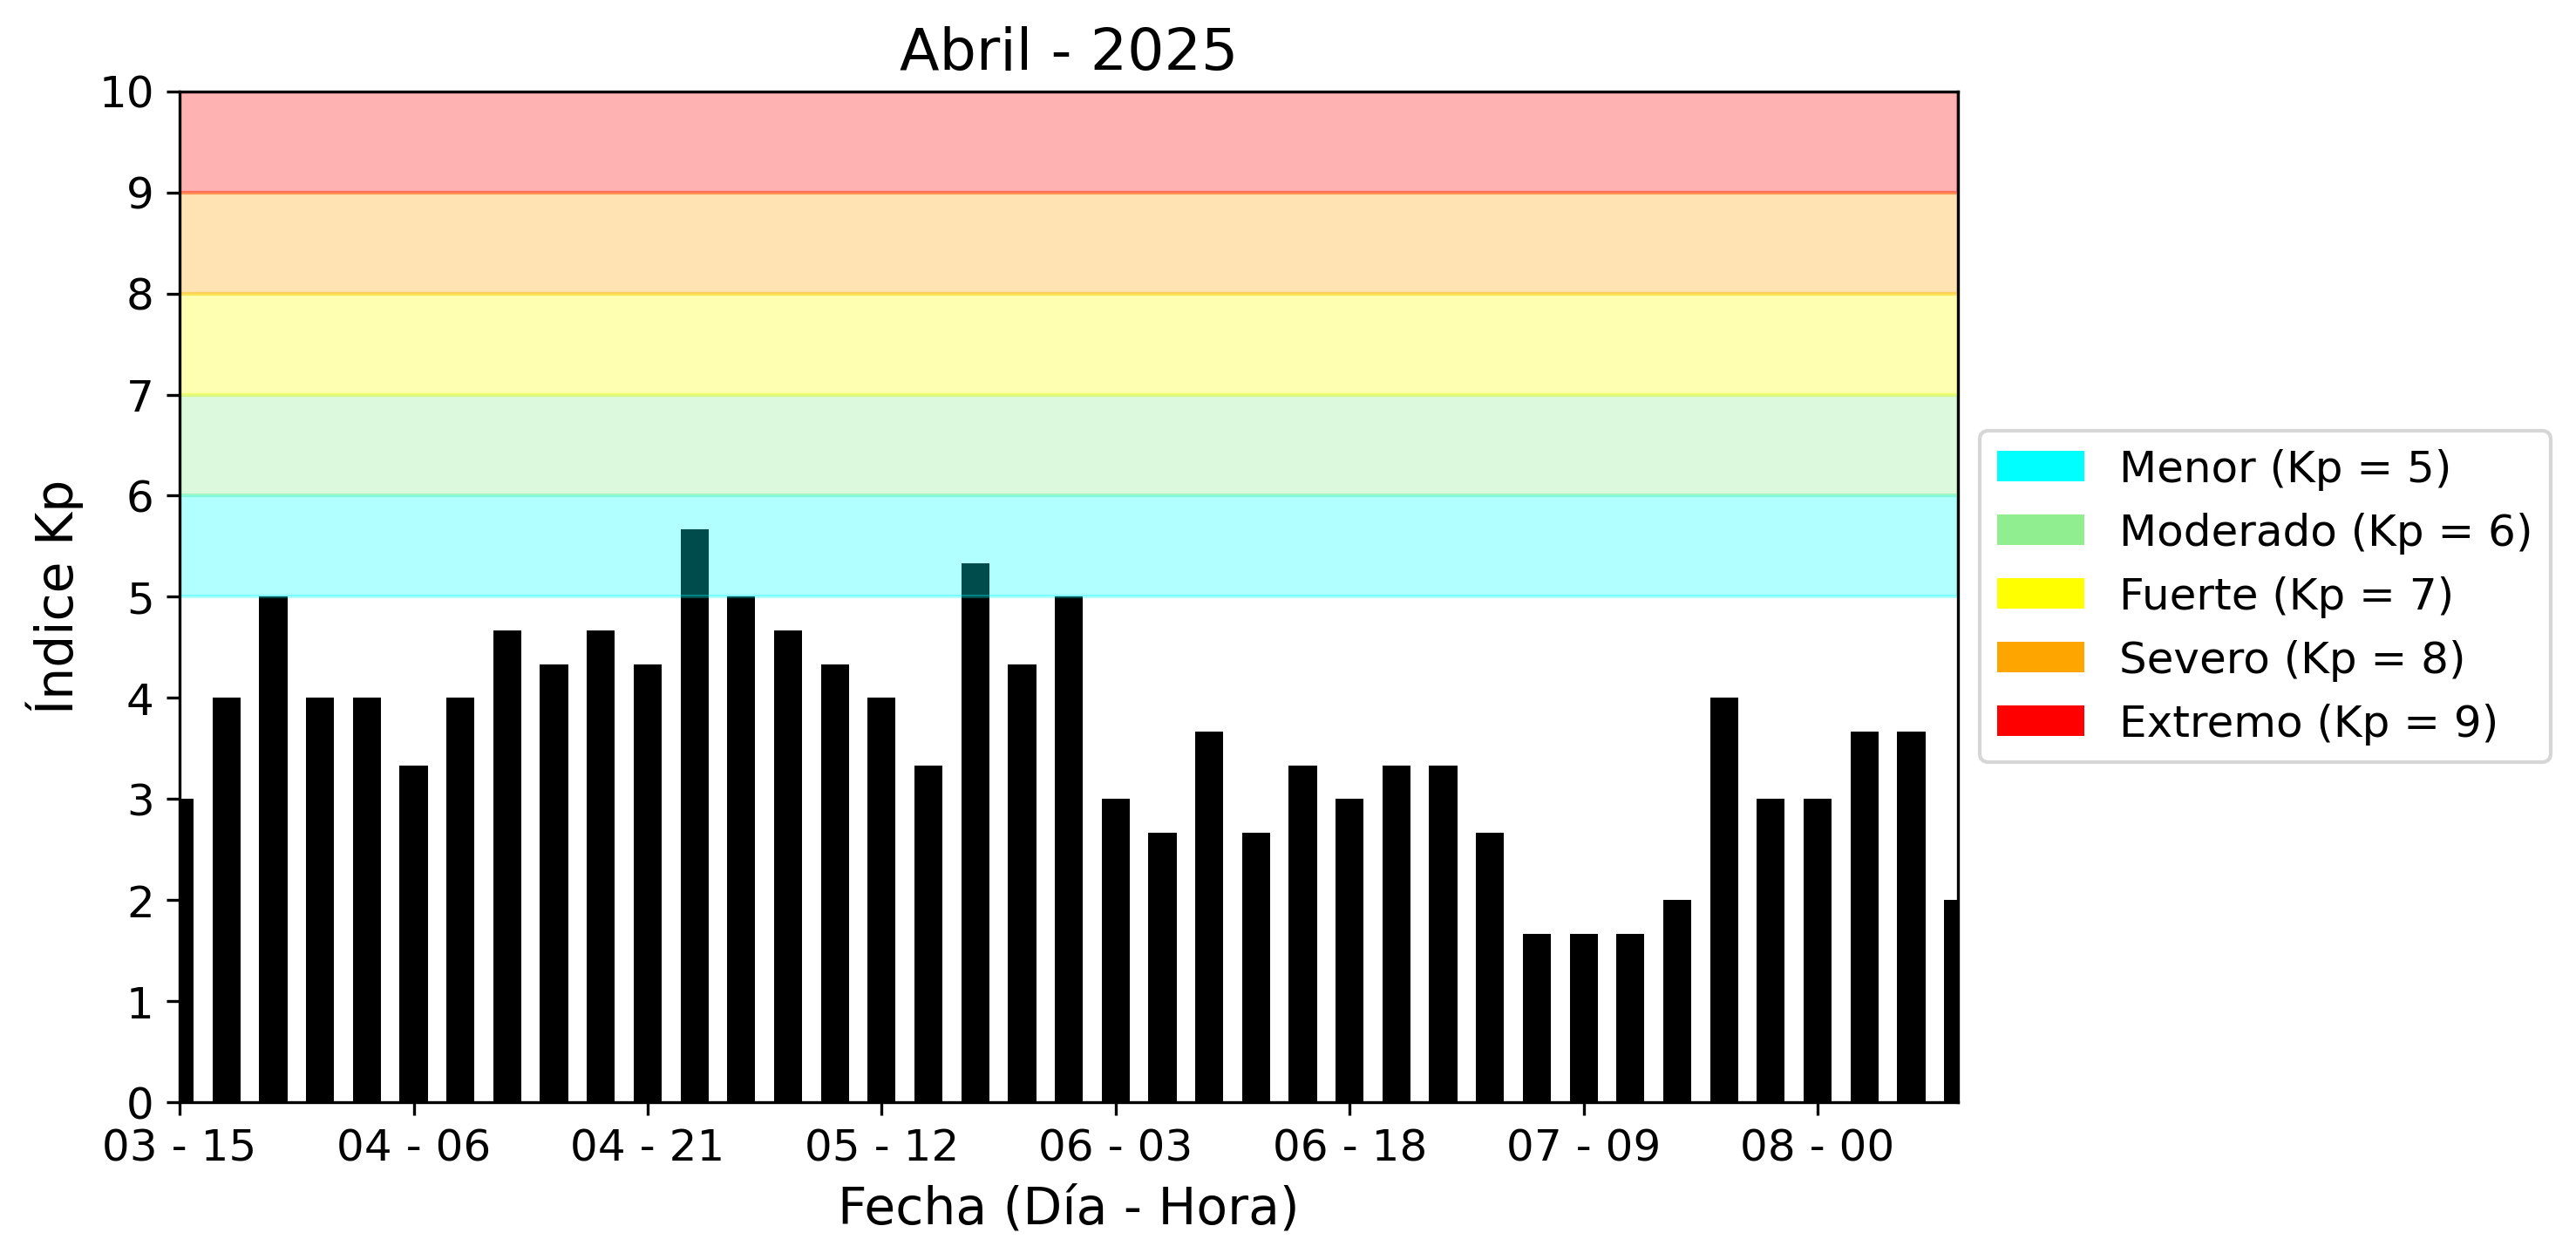 Abril - 2025
10
9
8
7
6
5
4
3
2
1
0
Índice Kp
03 - 15
04 - 06
04 - 21
05 - 12
06 - 03
06 - 18
07 - 09
08 - 00
Fecha (Día - Hora)
Menor (Kp = 5)
Moderado (Kp = 6)
Fuerte (Kp = 7)
Severo (Kp = 8)
Extremo (Kp = 9)